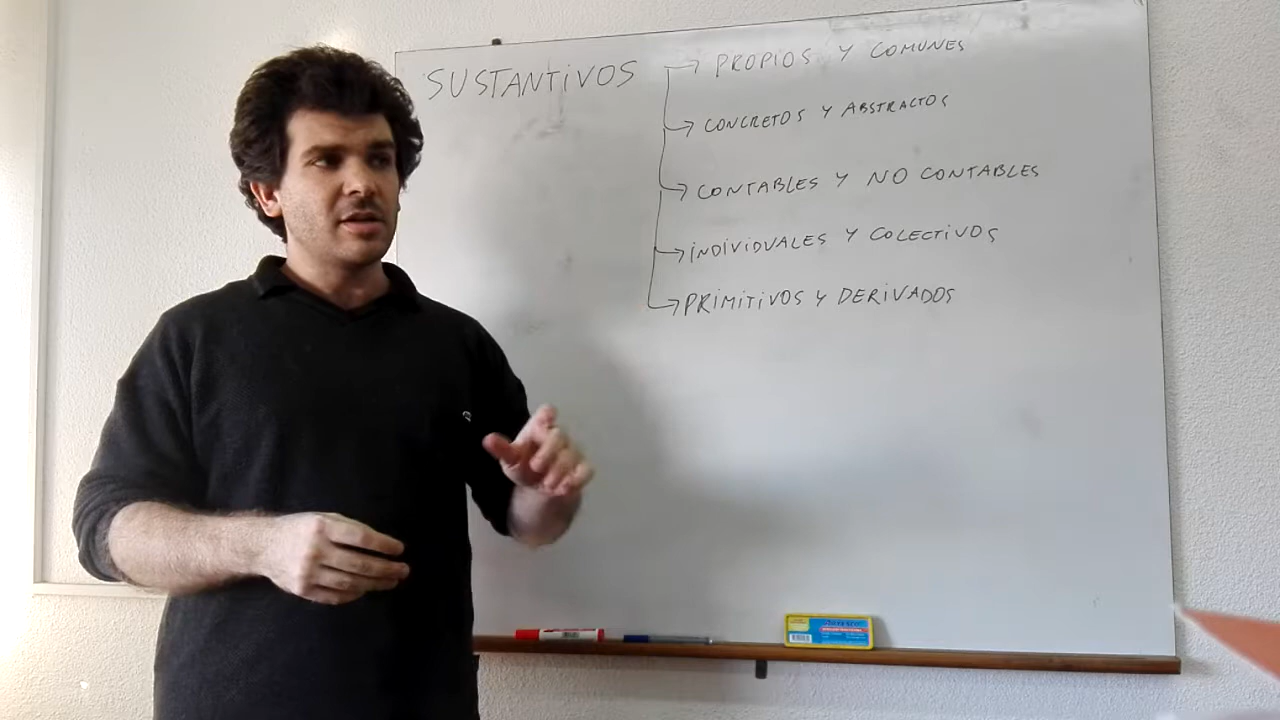 SUSTANTIVOS
PROPIOS Y COMUNES
CONCRETOS Y ABSTRACTOS
CONTABLES Y NO CONTABLES
INDIVIDUALES Y COLECTIVOS
PRIMITIVOS Y DERIVADOS